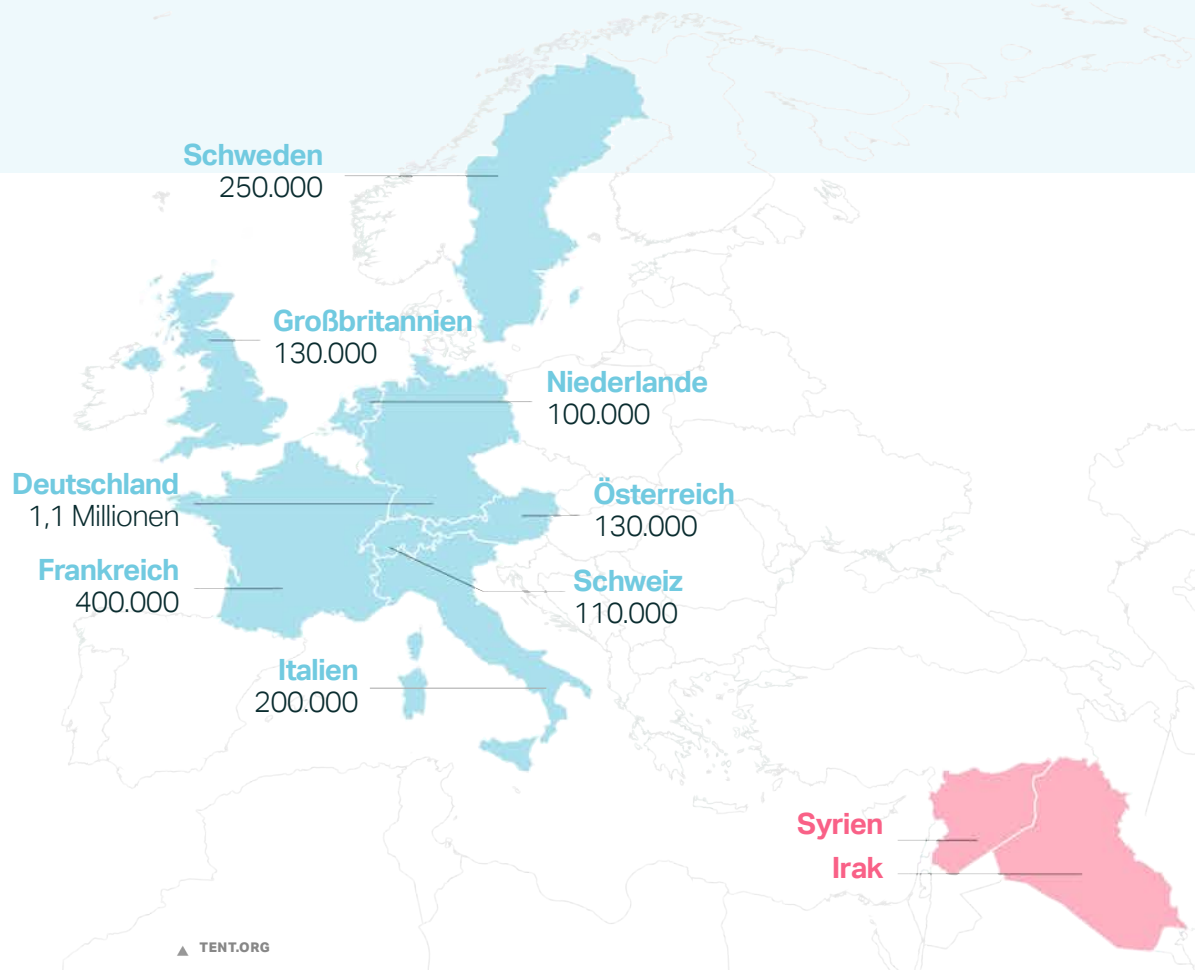 Schweden
250.000
Großbritannien
130.000
Niederlande
100.000
Deutschland
1,1 Millionen
Österreich
130.000
Frankreich
400.000
Schweiz
110.000
Italien
200.000
Syrien
Irak
▲ TENT.ORG